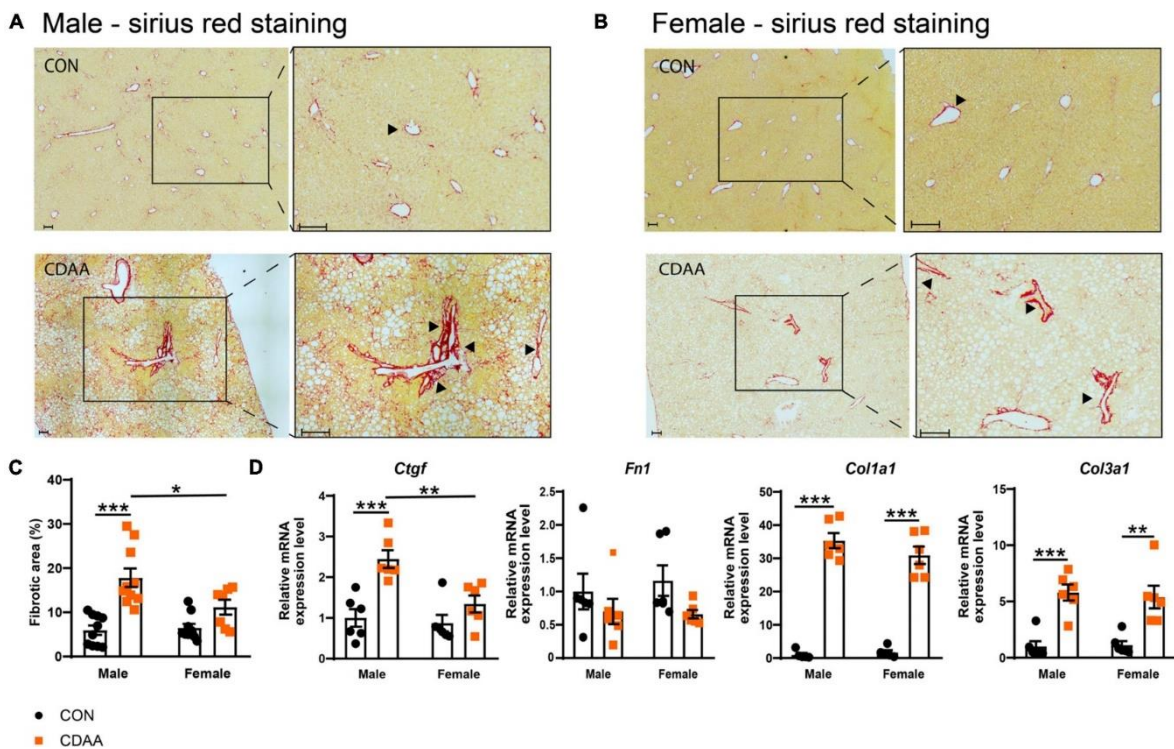 A Male - sirius red staining
B Female - sirius red staining
CON
CON
CDAA
CDAA
C
Fibrotic area (%)
40
30
20
10
0
***
*
Male Female
D
Ctgf
Relative mRNA
expression level
4
3
2
1
0
***
**
Male Female
Fn1
Relative mRNA
expression level
2.5
2.0
1.5
1.0
0.5
0.0
Male Female
Col1a1
Relative mRNA
expression level
50
40
30
20
10
0
***
***
Male Female
Col3a1
Relative mRNA
expression level
15
10
5
0
***
**
Male Female
CON
CDAA